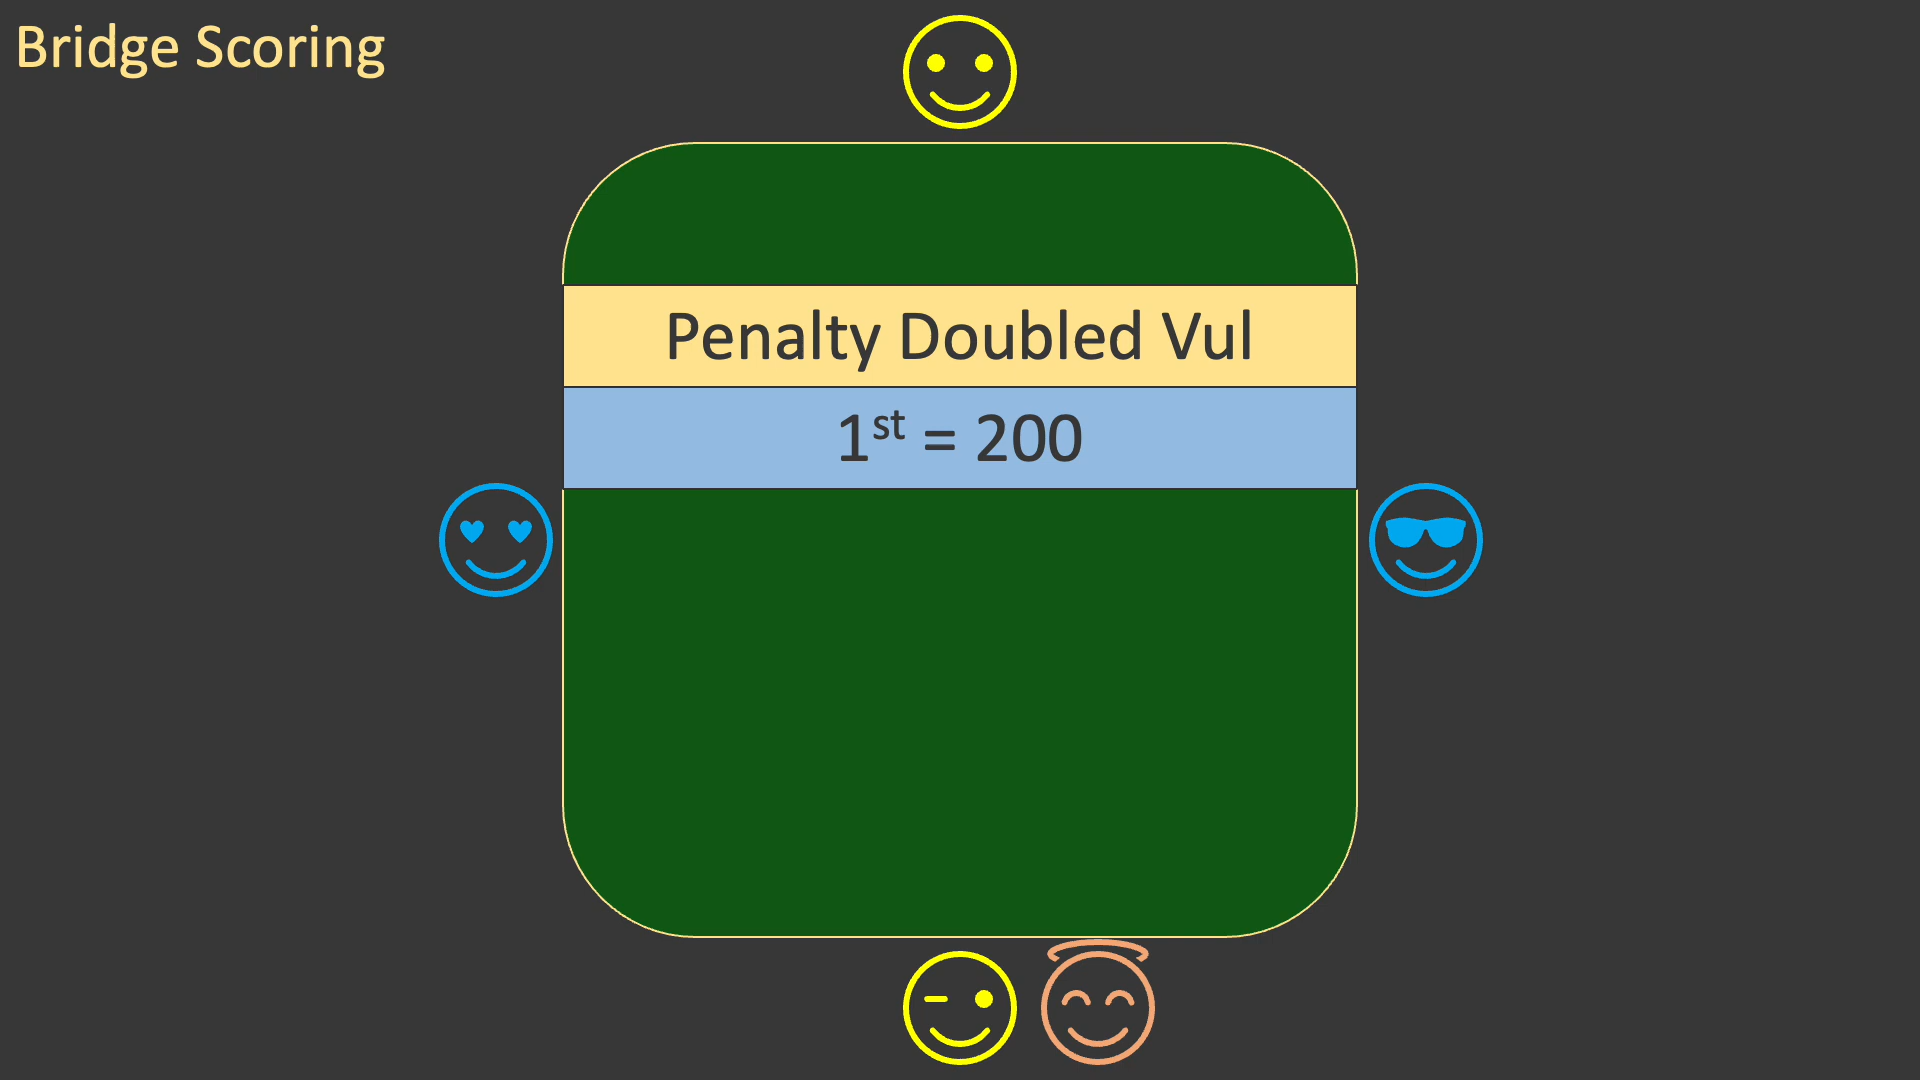 Bridge Scoring
Penalty Doubled Vul
1st = 200